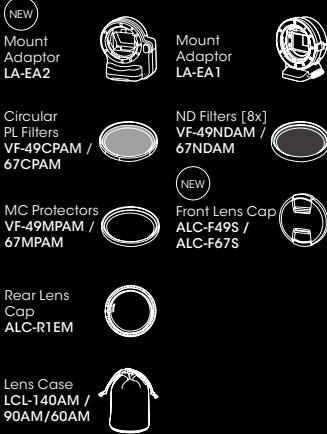 NEW
Mount
Adaptor
LA-EA2
Mount
Adaptor
LA-EA1
Circular
PL Filters
VF-49CPAM /
67CPAM
ND Filters [8x]
VF-49NDAM /
67NDAM
MC Protectors
VF-49MPAM /
67MPAM
NEW
Front Lens Cap
ALC-F49S /
ALC-F67S
Rear Lens
Cap
ALC-R1EM
Lens Case
LCL-140AM /
90AM/60AM